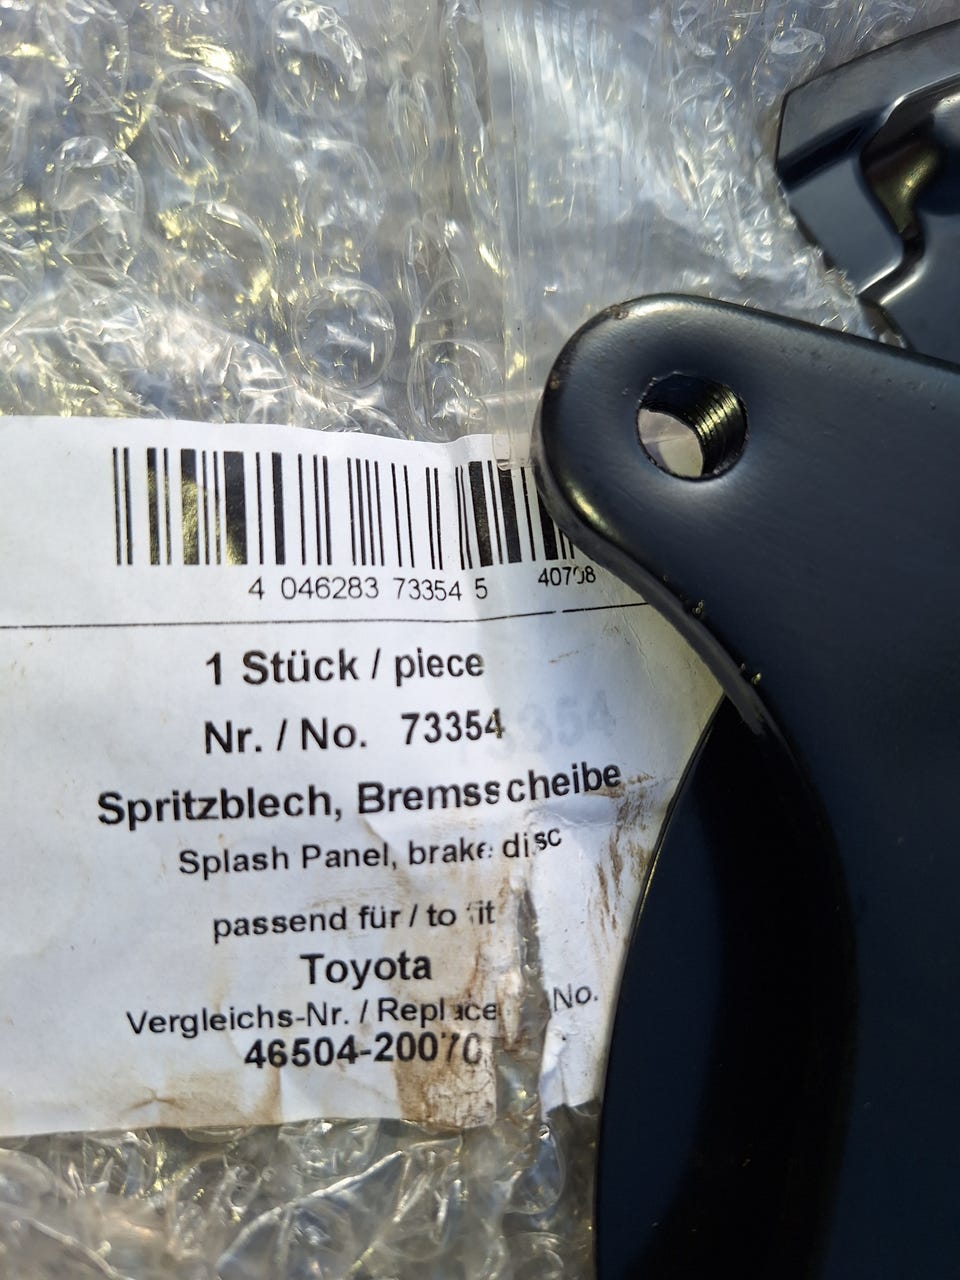 4 046283 73354 5 40708
1 Stück / piece
Nr. / No. 73354
Spritzblech, Bremsscheibe
Splash Panel, brake disc
passend für / to fit
Toyota
Vergleichs-Nr. / Replace No.
46504-20070